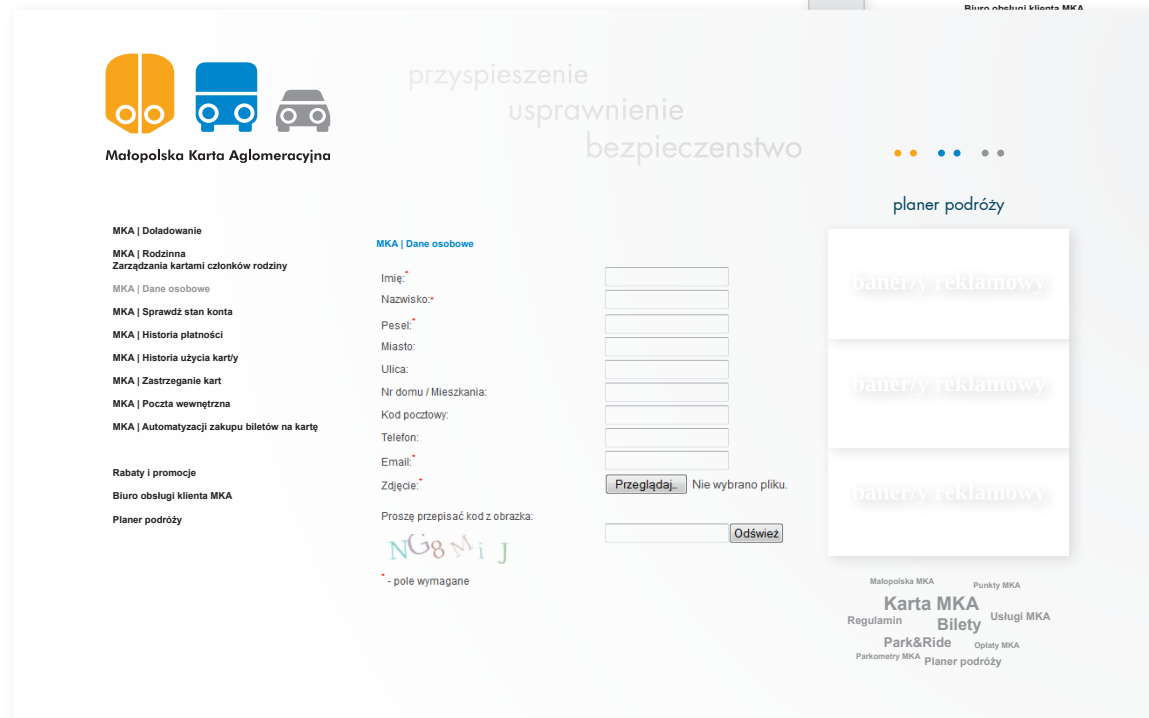 Biuro obsługi klienta MKA
przyspieszenie
usprawnienie
bezpieczenstwo
Małopolska Karta Aglomeracyjna
planer podróży
MKA | Doładowanie
MKA | Rodzinna
Zarządzania kartami członków rodziny
MKA | Dane osobowe
MKA | Sprawdź stan konta
MKA | Historia płatności
MKA | Historia użycia kart/y
MKA | Zastrzeganie kart
MKA | Poczta wewnętrzna
MKA | Automatyzacji zakupu biletów na kartę
Rabaty i promocje
Biuro obsługi klienta MKA
Planer podróży
MKA | Dane osobowe
Imię:*
Nazwisko:*
Pesel:*
Miasto:
Ulica:
Nr domu / Mieszkania:
Kod pocztowy:
Telefon:
Email:*
Zdjęcie:* Przeglądaj... Nie wybrano pliku.
Proszę przepisać kod z obrazka:
Odśwież
NG8MiJ
* - pole wymagane
baner/y reklamowy
baner/y reklamowy
baner/y reklamowy
Małopolska MKA
Punkty MKA
Karta MKA
Regulamin
Bilety
Usługi MKA
Park&Ride
Opłaty MKA
Parkometry MKA
Planer podróży